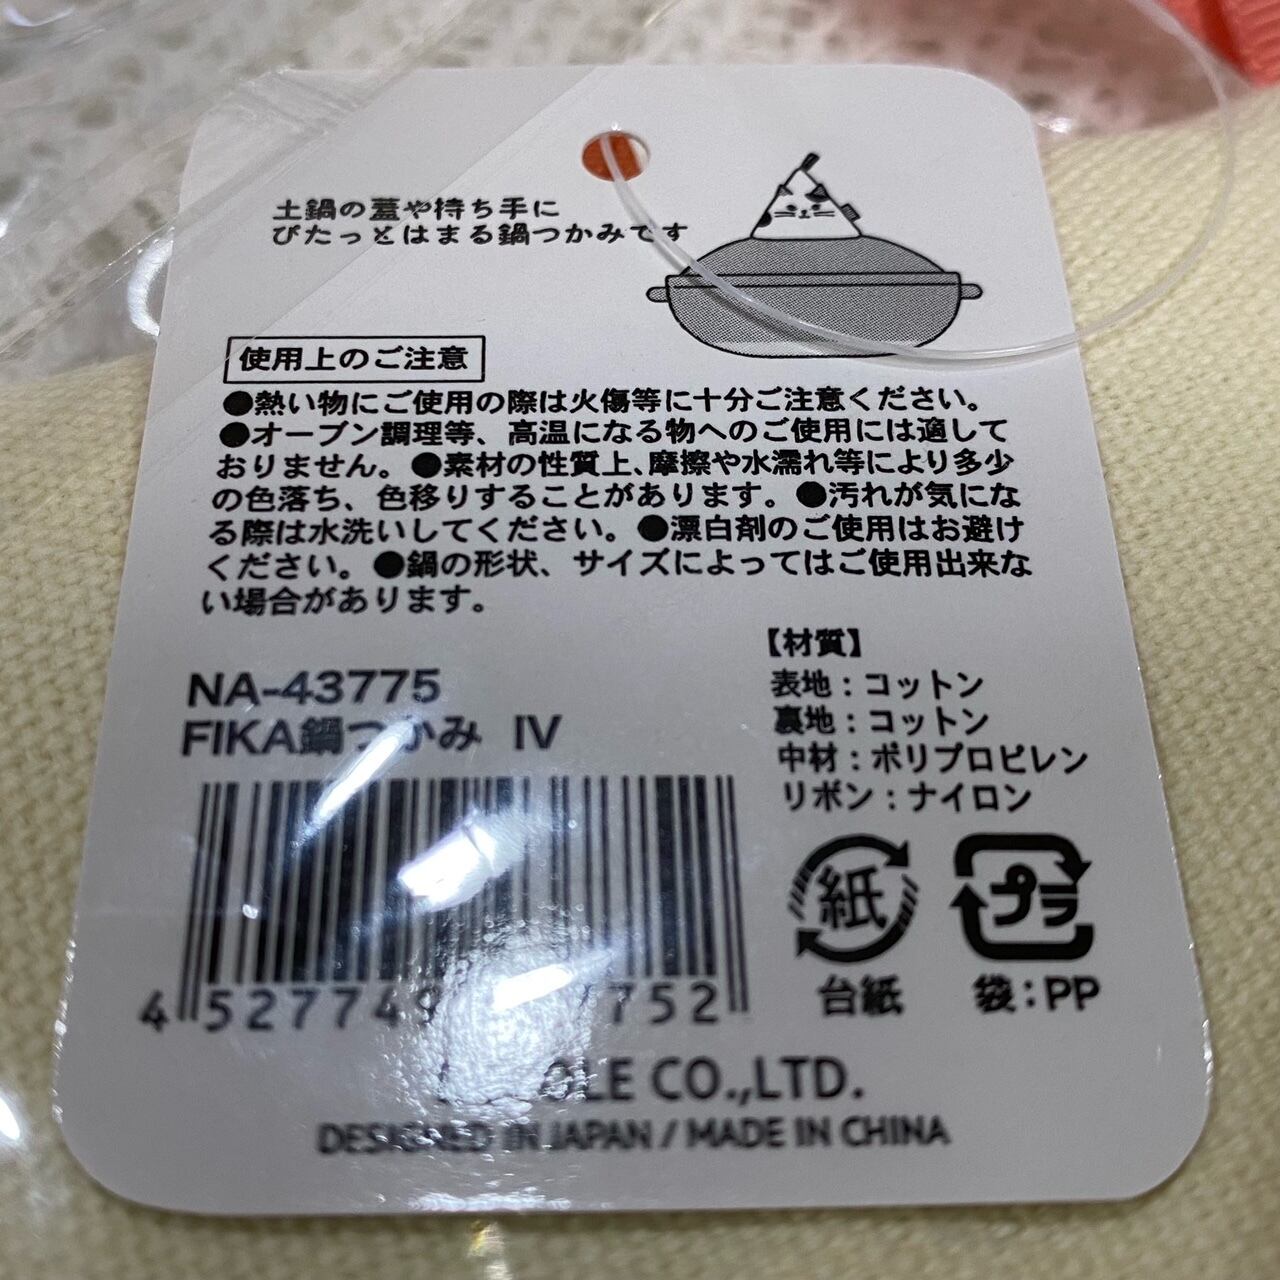 土鍋の蓋や持ち手に
ぴたっとはまる鍋つかみです
使用上のご注意
●熱い物にご使用の際は火傷等に十分ご注意ください。
●オーブン調理等、高温になる物へのご使用には適して
おりません。●素材の性質上、摩擦や水濡れ等により多少
の色落ち、色移りすることがあります。●汚れが気にな
る際は水洗いしてください。●漂白剤のご使用はお避け
ください。●鍋の形状、サイズによってはご使用出来な
い場合があります。
【材質】
表地：コットン
裏地：コットン
中材：ポリプロピレン
リボン：ナイロン
NA-43775
FIKA鍋つかみ IV
紙
プラ
台紙
袋：PP
CO.,LTD.
DESIGNED IN JAPAN / MADE IN CHINA